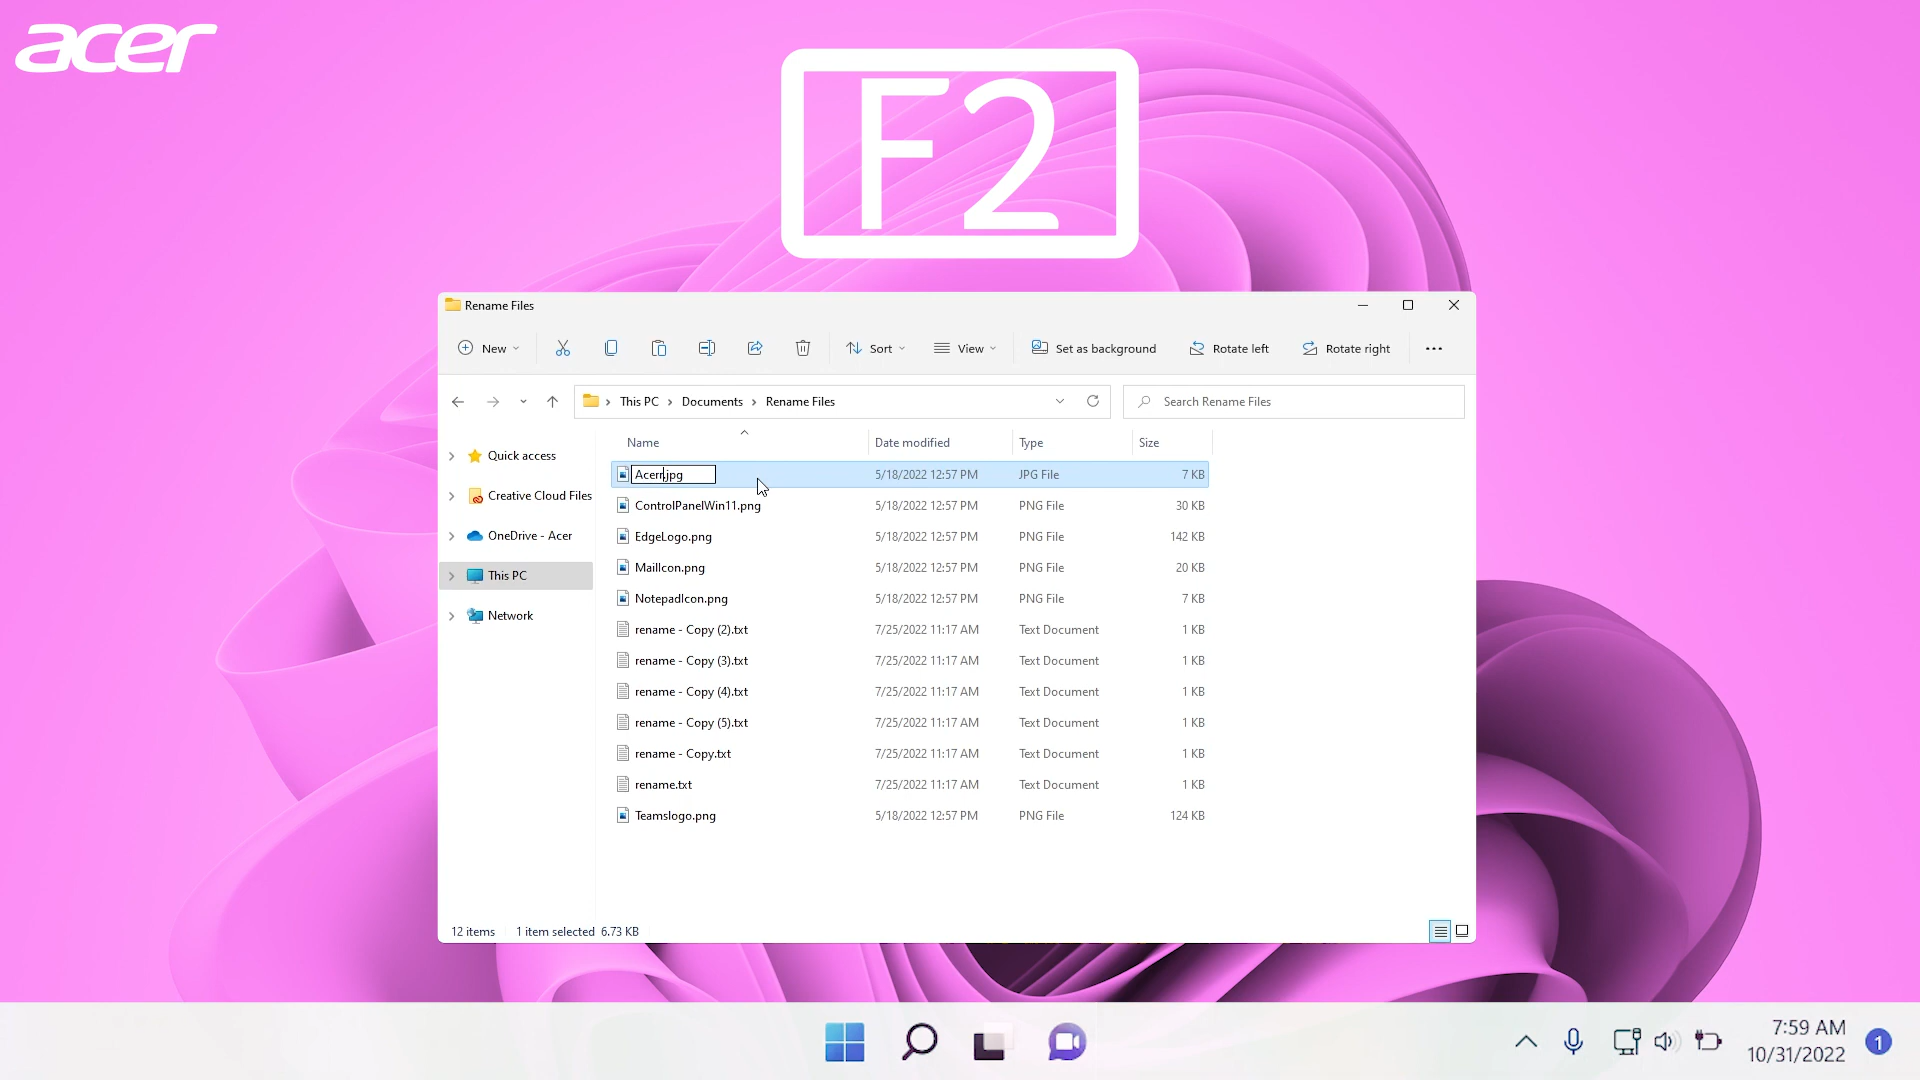 acer
F2
Rename Files
New
Sort
View
Set as background
Rotate left
Rotate right
This PC > Documents > Rename Files
Search Rename Files
Quick access
Creative Cloud Files
OneDrive - Acer
This PC
Network
Name Date modified Type Size
Acerr.jpg 5/18/2022 12:57 PM JPG File 7 KB
ControlPanelWin11.png 5/18/2022 12:57 PM PNG File 30 KB
EdgeLogo.png 5/18/2022 12:57 PM PNG File 142 KB
MailIcon.png 5/18/2022 12:57 PM PNG File 20 KB
NotepadIcon.png 5/18/2022 12:57 PM PNG File 7 KB
rename - Copy (2).txt 7/25/2022 11:17 AM Text Document 1 KB
rename - Copy (3).txt 7/25/2022 11:17 AM Text Document 1 KB
rename - Copy (4).txt 7/25/2022 11:17 AM Text Document 1 KB
rename - Copy (5).txt 7/25/2022 11:17 AM Text Document 1 KB
rename - Copy.txt 7/25/2022 11:17 AM Text Document 1 KB
rename.txt 7/25/2022 11:17 AM Text Document 1 KB
Teamslogo.png 5/18/2022 12:57 PM PNG File 124 KB
12 items 1 item selected 6.73 KB
7:59 AM
10/31/2022
1